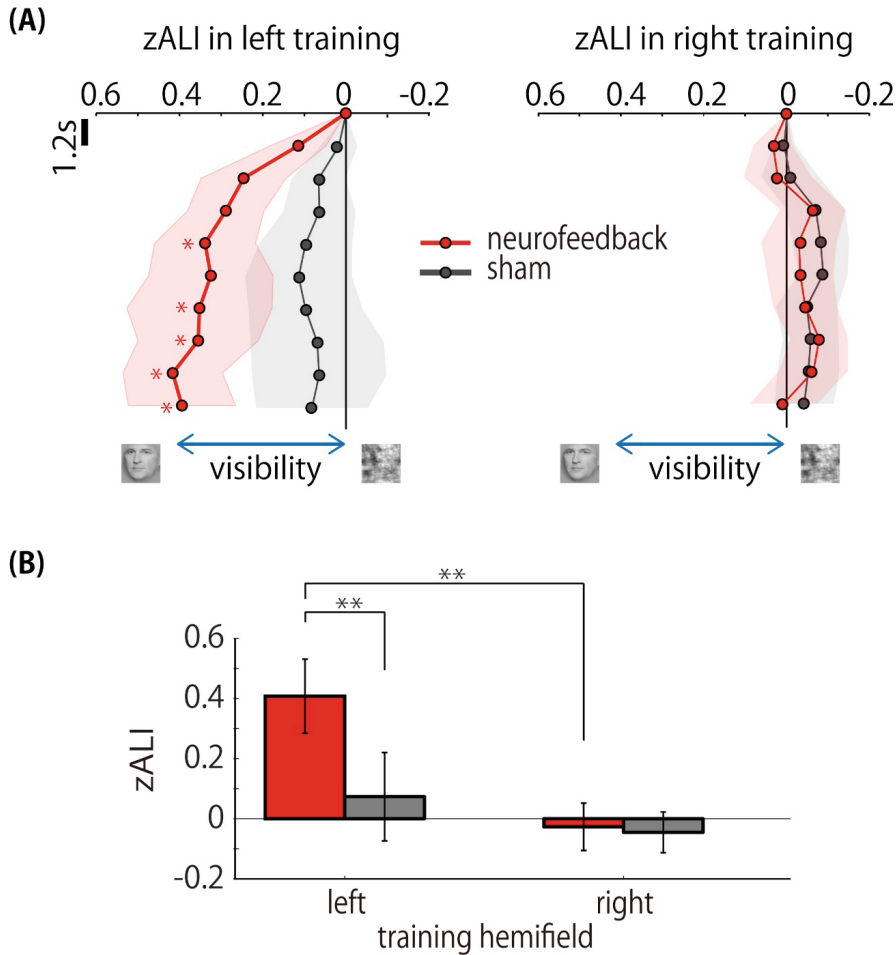 (A)
zALI in left training
zALI in right training
0.6 0.4 0.2 0 -0.2
0.6 0.4 0.2 0 -0.2
1.2s
neurofeedback
sham
*
*
*
*
*
visibility
visibility
(B)
**
**
0.6
0.4
0.2
0
-0.2
zALI
left
right
training hemifield